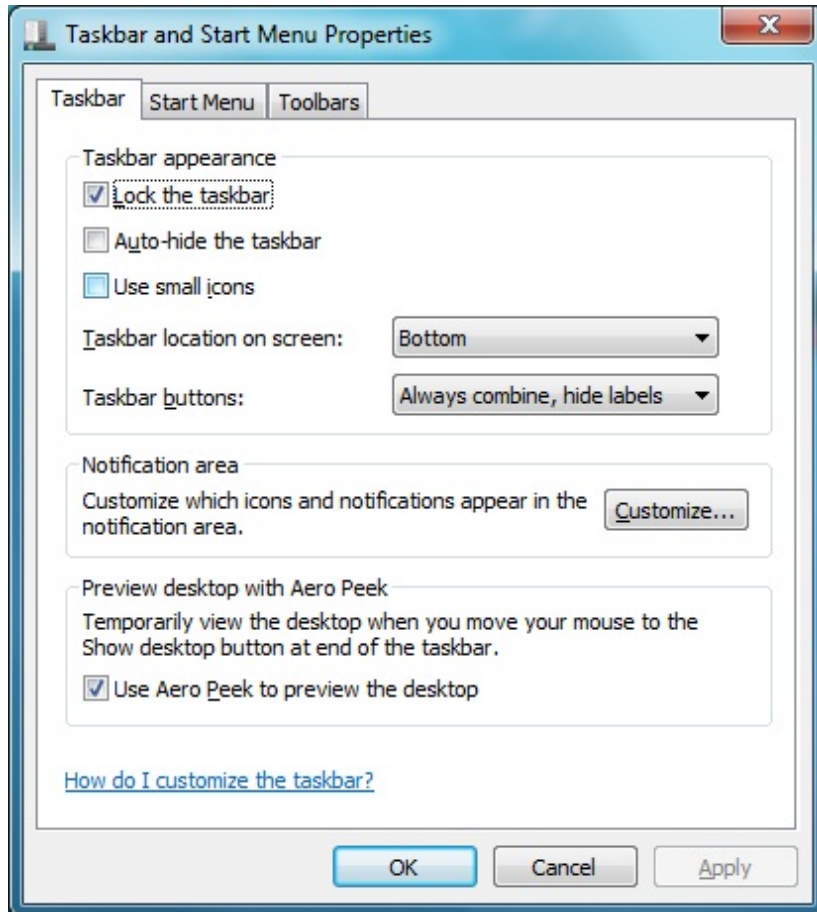 Taskbar and Start Menu Properties
Taskbar Start Menu Toolbars
Taskbar appearance
Lock the taskbar
Auto-hide the taskbar
Use small icons
Taskbar location on screen: Bottom
Taskbar buttons: Always combine, hide labels
Notification area
Customize which icons and notifications appear in the
notification area.
Customize...
Preview desktop with Aero Peek
Temporarily view the desktop when you move your mouse to the
Show desktop button at end of the taskbar.
Use Aero Peek to preview the desktop
How do I customize the taskbar?
OK Cancel Apply